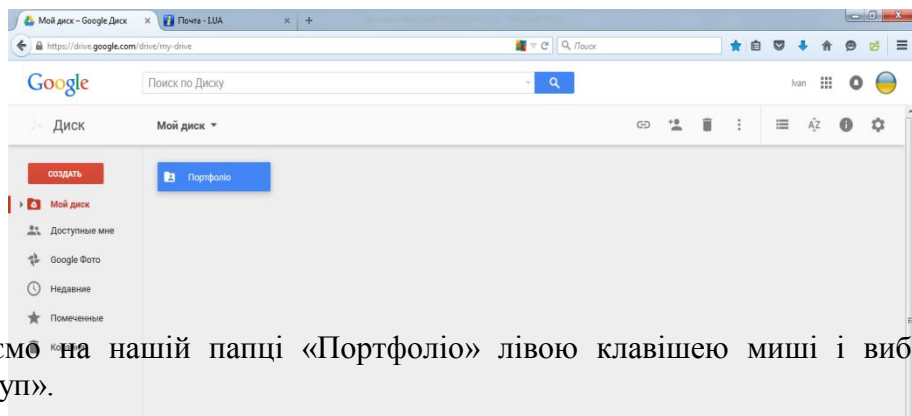 Мой диск – Google Диск × Почта - I.UA × +
https://drive.google.com/drive/my-drive Поиск
Google Поиск по Диску Ivan
Диск Мой диск AZ
СОЗДАТЬ Портфоліо
Мой диск
Доступные мне
Google Фото
Недавние
Помеченные
ємо на нашій папці «Портфоліо» лівою клавішею миші і виб
уп».